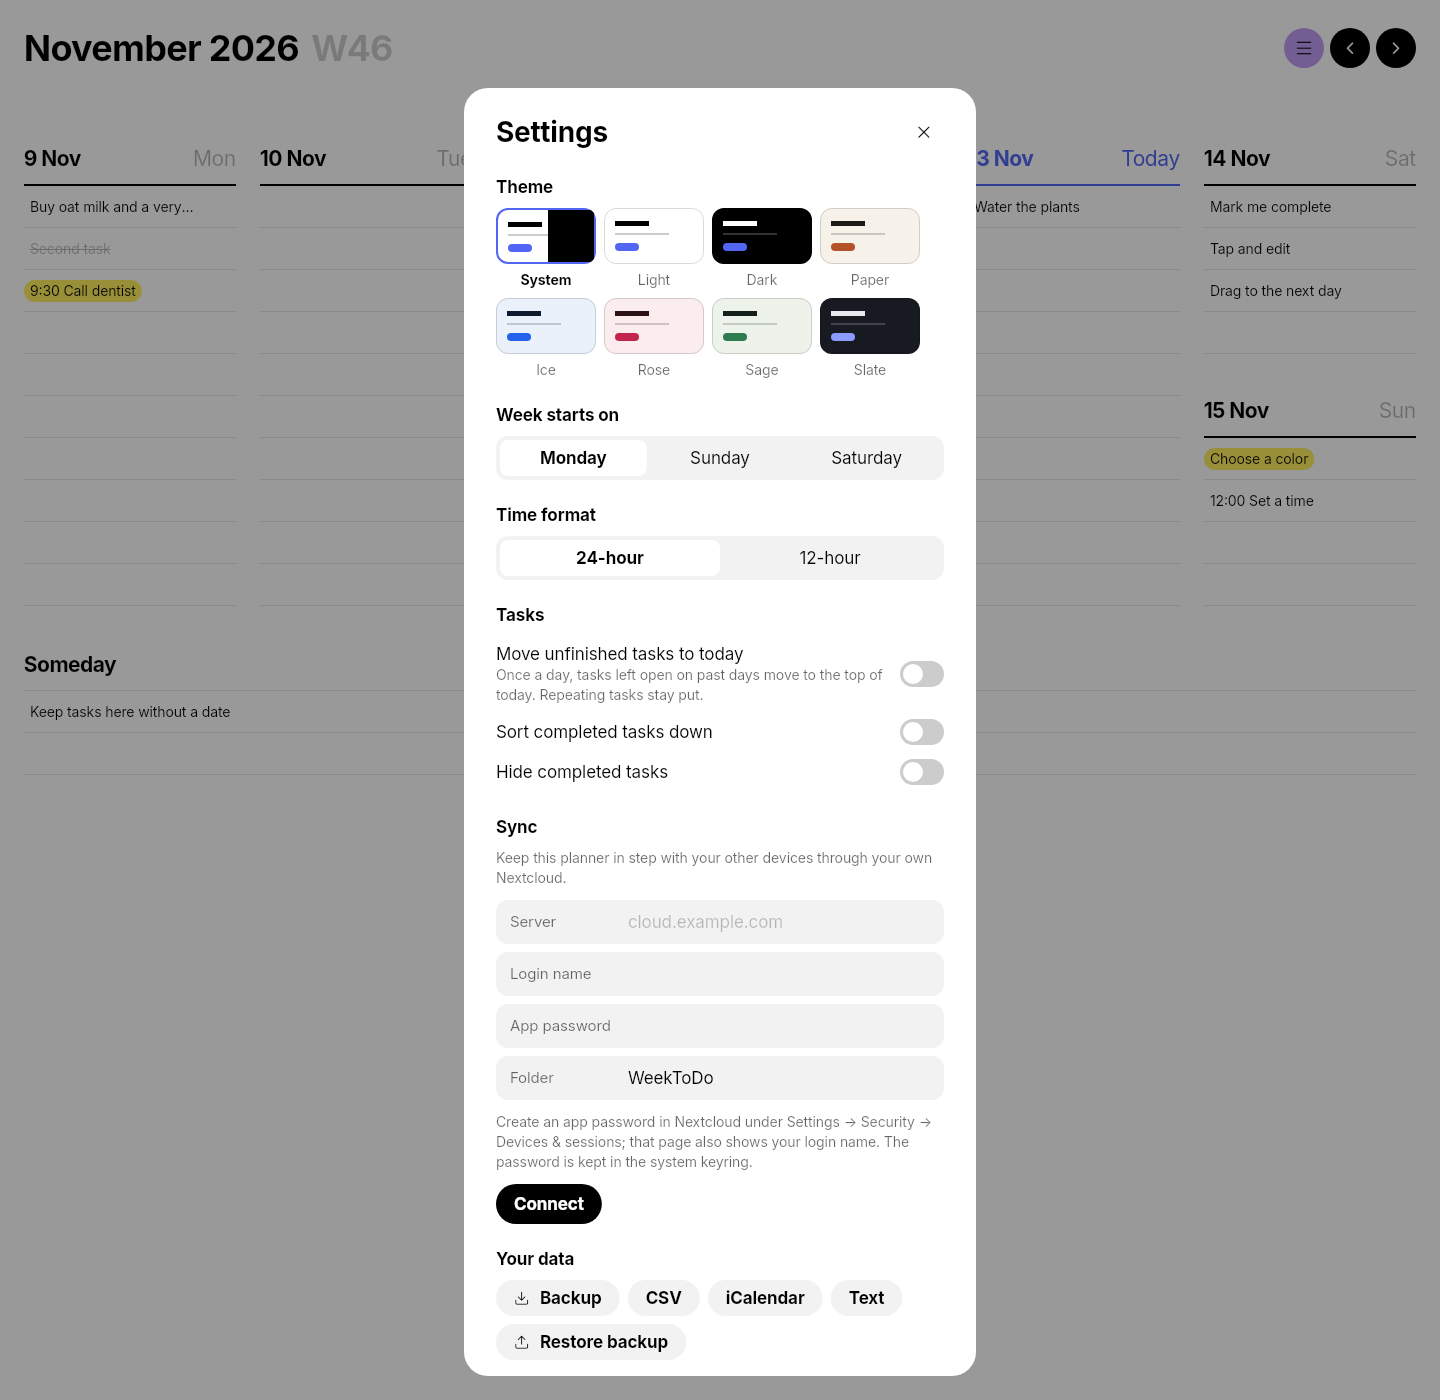 November 2026 W46
9 Nov Mon
Buy oat milk and a very...
Second task
9:30 Call dentist
10 Nov Tue
3 Nov Today
Water the plants
14 Nov Sat
Mark me complete
Tap and edit
Drag to the next day
15 Nov Sun
Choose a color
12:00 Set a time
Someday
Keep tasks here without a date
Settings
Theme
System Light Dark Paper
Ice Rose Sage Slate
Week starts on
Monday Sunday Saturday
Time format
24-hour 12-hour
Tasks
Move unfinished tasks to today
Once a day, tasks left open on past days move to the top of
today. Repeating tasks stay put.
Sort completed tasks down
Hide completed tasks
Sync
Keep this planner in step with your other devices through your own
Nextcloud.
Server cloud.example.com
Login name
App password
Folder WeekToDo
Create an app password in Nextcloud under Settings → Security →
Devices & sessions; that page also shows your login name. The
password is kept in the system keyring.
Connect
Your data
Backup CSV iCalendar Text
Restore backup